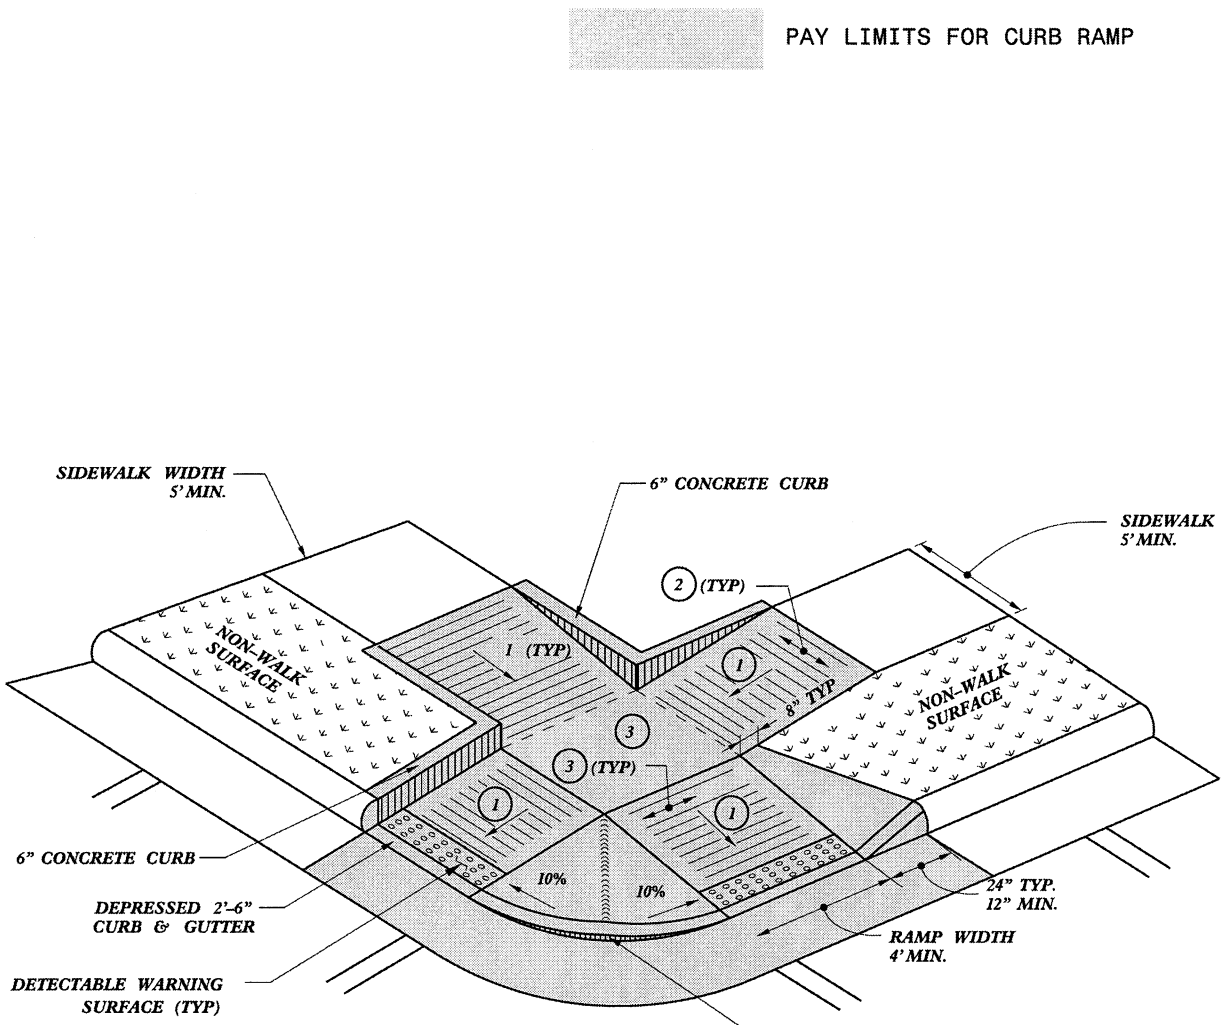 PAY LIMITS FOR CURB RAMP
SIDEWALK WIDTH
5' MIN.
6" CONCRETE CURB
SIDEWALK
5' MIN.
2 (TYP)
NON-WALK
SURFACE
1 (TYP)
1
8" TYP
NON-WALK
SURFACE
3
3 (TYP)
1
1
6" CONCRETE CURB
10%
10%
24" TYP.
12" MIN.
DEPRESSED 2'-6"
CURB & GUTTER
RAMP WIDTH
4' MIN.
DETECTABLE WARNING
SURFACE (TYP)